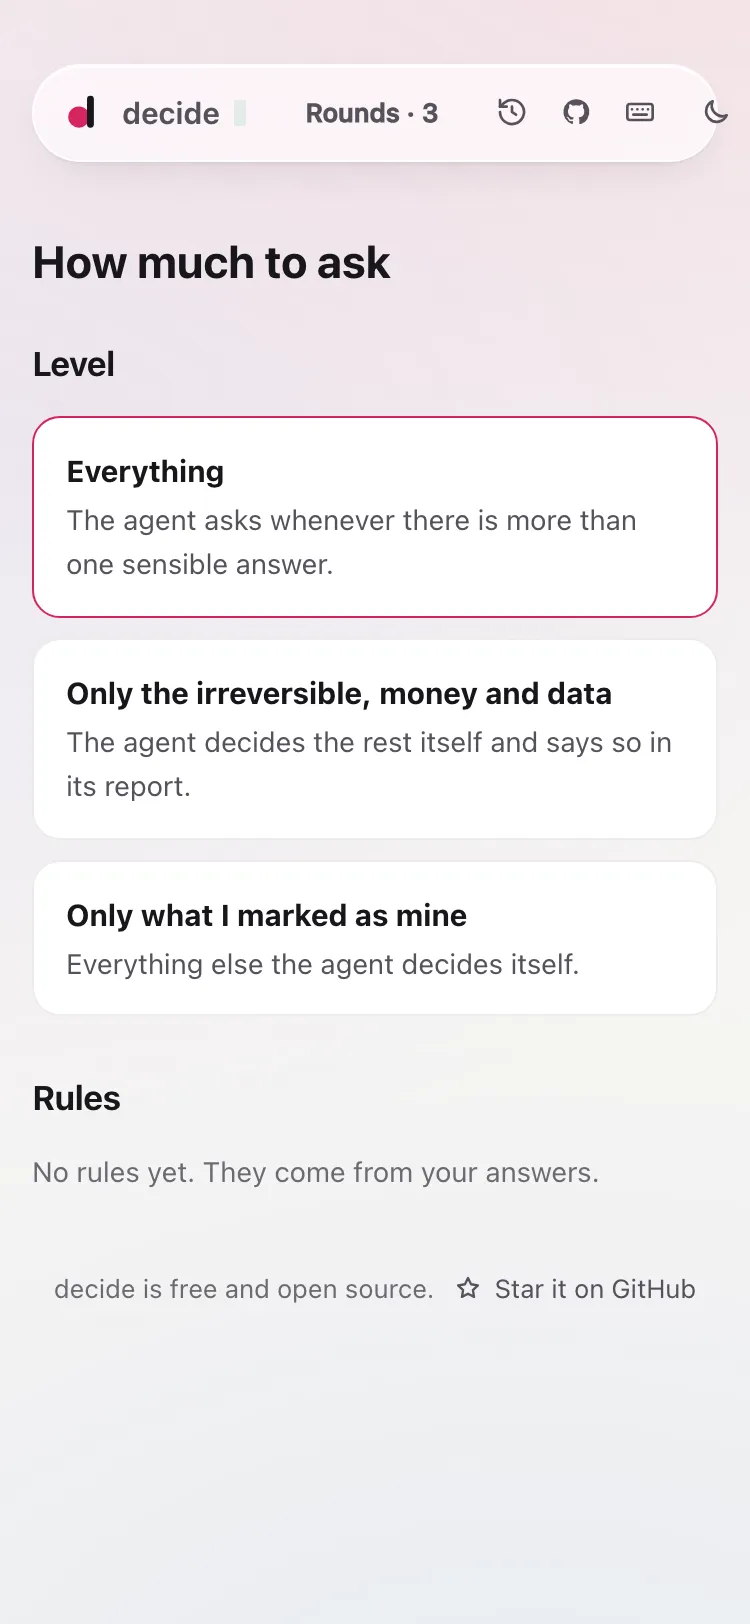 decide
Rounds · 3
How much to ask
Level
Everything
The agent asks whenever there is more than
one sensible answer.
Only the irreversible, money and data
The agent decides the rest itself and says so in
its report.
Only what I marked as mine
Everything else the agent decides itself.
Rules
No rules yet. They come from your answers.
decide is free and open source. Star it on GitHub